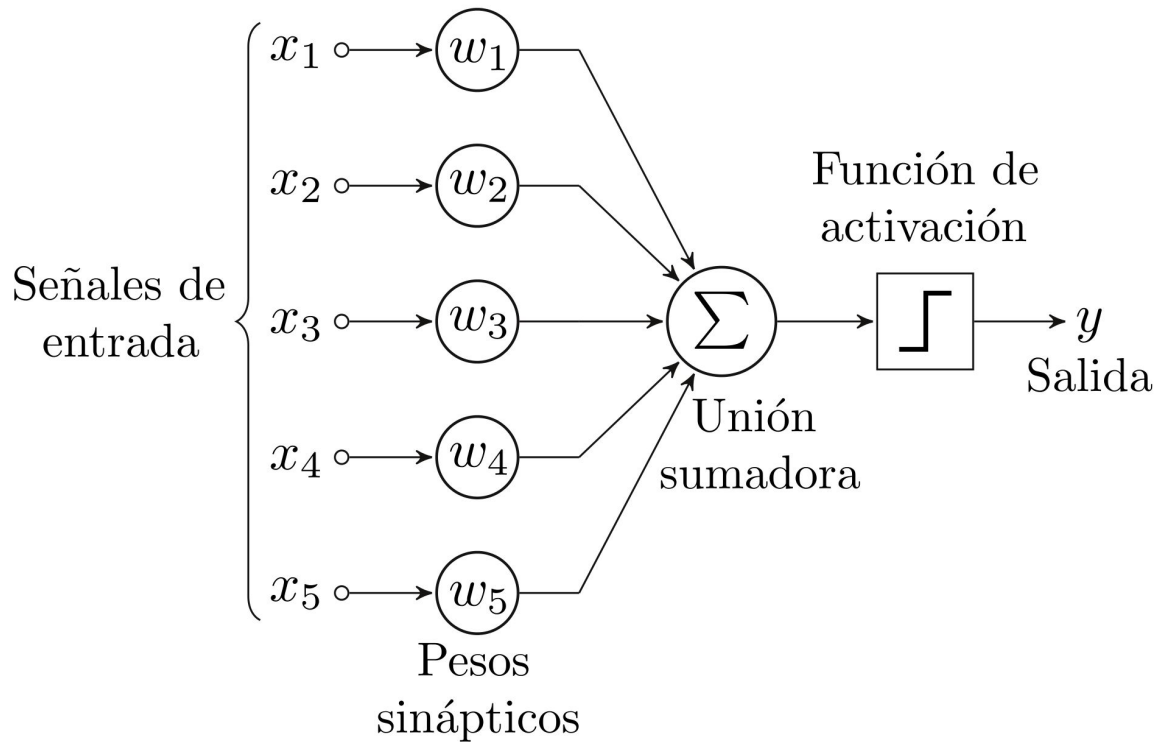 Señales de
entrada
x₁
w₁
x₂
w₂
x₃
w₃
x₄
w₄
x₅
w₅
Pesos
sinápticos
∑
Unión
sumadora
Función de
activación
y
Salida